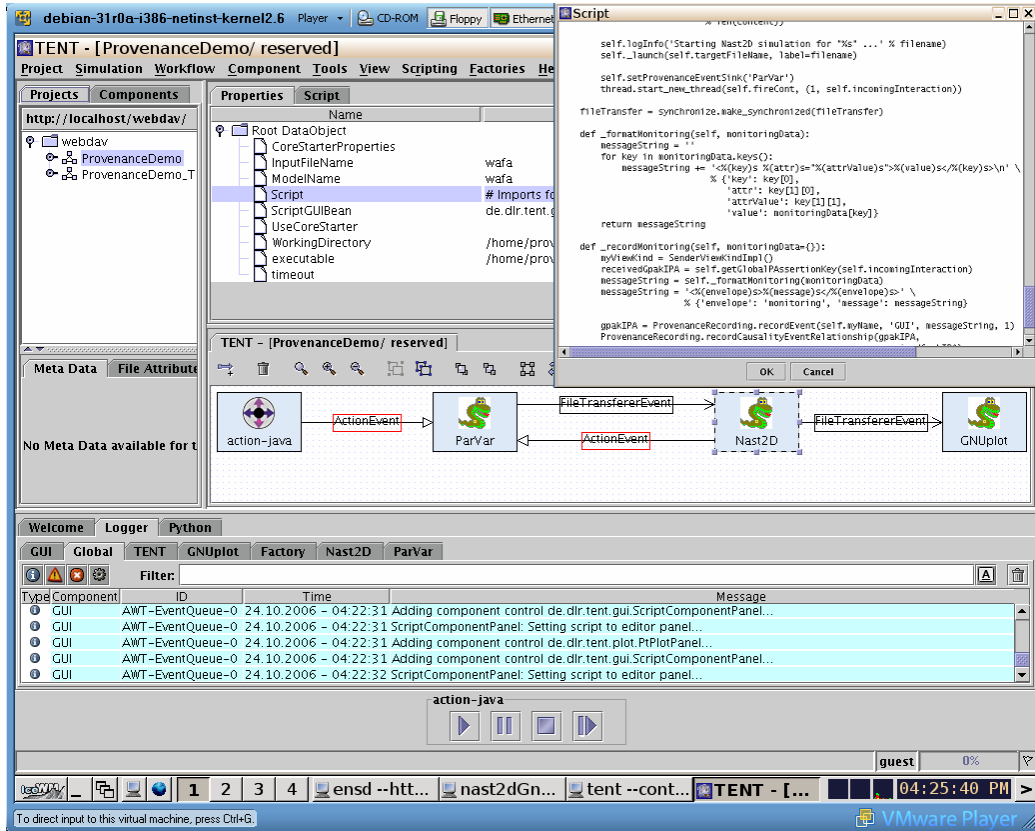 debian-31r0a-i386-netinst-kernel2.6 Player CD-ROM Floppy Ethernet
TENT - [ProvenanceDemo/ reserved]
Project Simulation Workflow Component Tools View Scripting Factories He
Projects Components
http://localhost/webdav/
webdav
ProvenanceDemo
ProvenanceDemo_T
Meta Data File Attribute
No Meta Data available for t
Properties Script
Name
Root DataObject
CoreStarterProperties
InputFileName wafa
ModelName wafa
Script # Imports fo
ScriptGUIBean de.dlr.tent.g
UseCoreStarter
WorkingDirectory /home/prov
executable /home/prov
timeout
Script
% len(content))
self.logInfo('Starting Nast2D simulation for "%s" ...' % filename)
self._launch(self.targetFileName, label=filename)
self.setProvenanceEventSink('ParVar')
thread.start_new_thread(self.fireCont, (1, self.incomingInteraction))
fileTransfer = synchronize.make_synchronized(fileTransfer)
def _formatMonitoring(self, monitoringData):
messageString = ''
for key in monitoringData.keys():
messageString += '<%(key)s %(attr)s="%(attrValue)s">%(value)s</%(key)s>\n' \
% {'key': key[0],
'attr': key[1][0],
'attrValue': key[1][1],
'value': monitoringData[key]}
return messageString
def _recordMonitoring(self, monitoringData={}):
myViewKind = SenderViewKindImpl()
receivedGpakIPA = self.getGlobalPAssertionKey(self.incomingInteraction)
messageString = self._formatMonitoring(monitoringData)
messageString = '<%(envelope)s>%(message)s</%(envelope)s>' \
% {'envelope': 'monitoring', 'message': messageString}
gpakIPA = ProvenanceRecording.recordEvent(self.myName, 'GUI', messageString, 1)
ProvenanceRecording.recordCausalityEventRelationship(gpakIPA,
OK Cancel
TENT - [ProvenanceDemo/ reserved]
action-java ActionEvent ParVar FileTransfererEvent ActionEvent Nast2D FileTransfererEvent GNUplot
Welcome Logger Python
GUI Global TENT GNUplot Factory Nast2D ParVar
Filter: A
Type Component ID Time Message
GUI AWT-EventQueue-0 24.10.2006 - 04:22:31 Adding component control de.dlr.tent.gui.ScriptComponentPanel...
GUI AWT-EventQueue-0 24.10.2006 - 04:22:31 ScriptComponentPanel: Setting script to editor panel...
GUI AWT-EventQueue-0 24.10.2006 - 04:22:31 Adding component control de.dlr.tent.plot.PtPlotPanel...
GUI AWT-EventQueue-0 24.10.2006 - 04:22:31 Adding component control de.dlr.tent.gui.ScriptComponentPanel...
GUI AWT-EventQueue-0 24.10.2006 - 04:22:32 ScriptComponentPanel: Setting script to editor panel...
action-java
guest 0%
IceWM 1 2 3 4 ensd --htt... nast2dGn... tent --cont... TENT - [... 04:25:40 PM >
To direct input to this virtual machine, press Ctrl+G. VMware Player